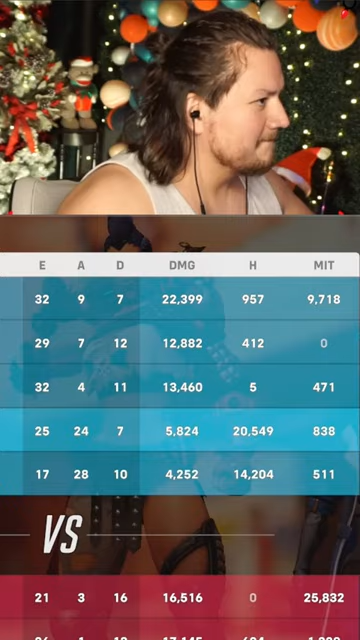 E A D DMG H MIT
32 9 7 22,399 957 9,718
29 7 12 12,882 412 0
32 4 11 13,460 5 471
25 24 7 5,824 20,549 838
17 28 10 4,252 14,204 511
VS
21 3 16 16,516 0 25,832